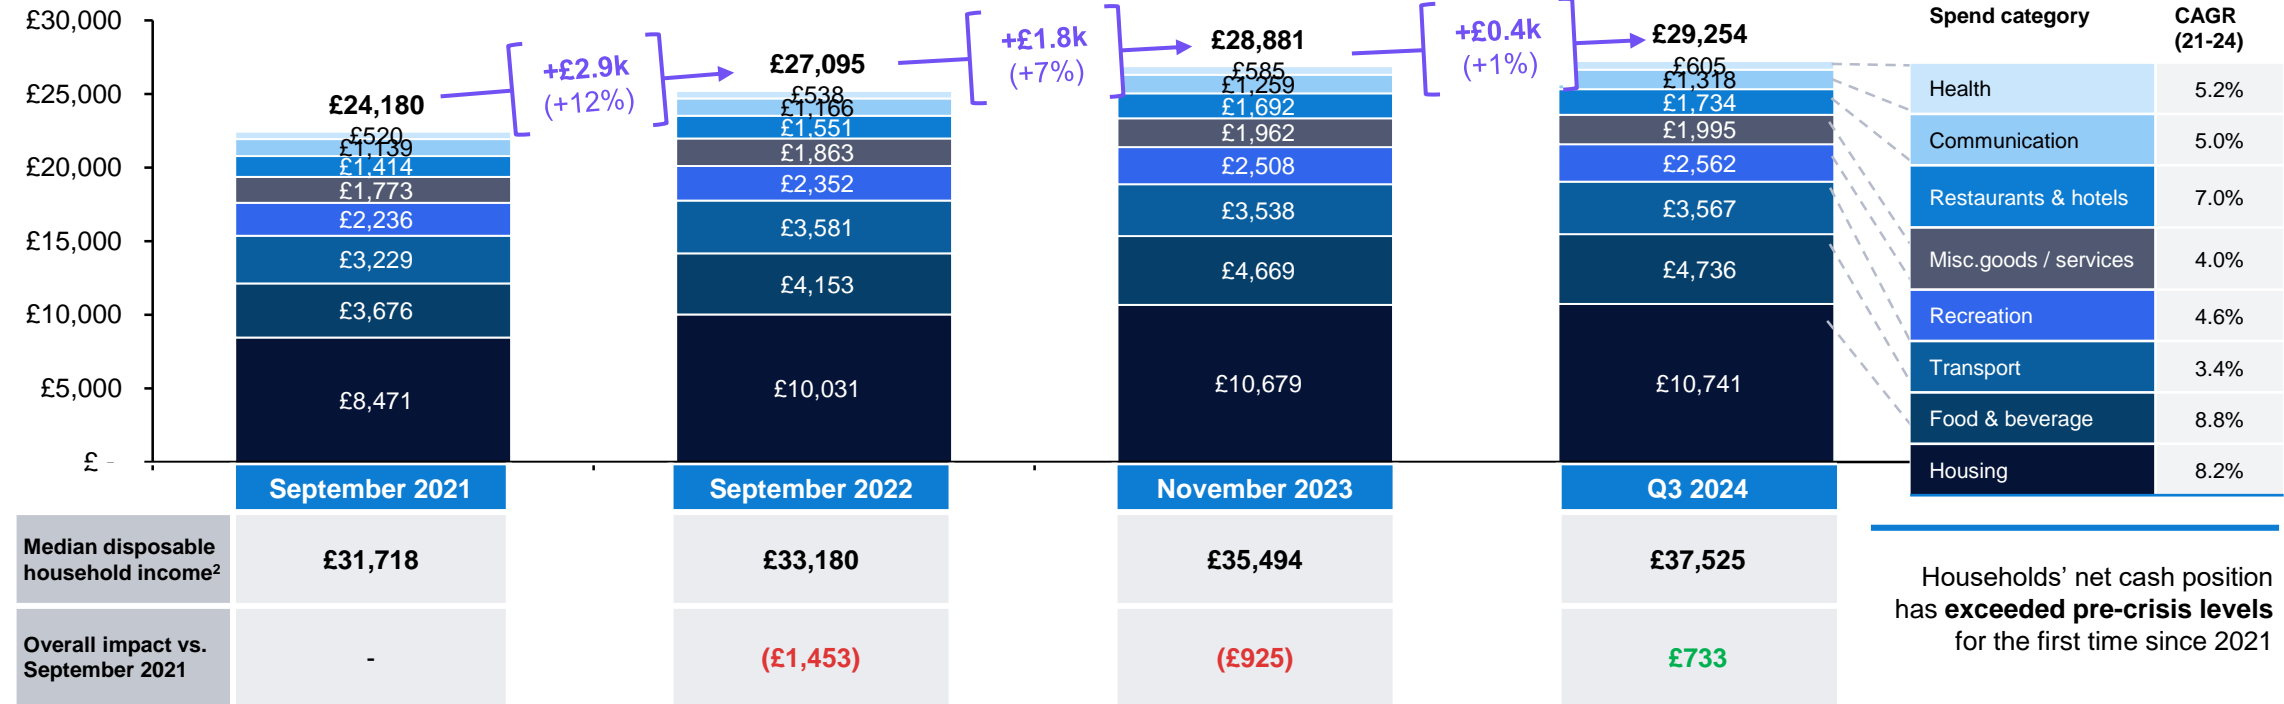 £30,000
£25,000
£20,000
£15,000
£10,000
£5,000
£ -
£24,180
£520
£1,139
£1,414
£1,773
£2,236
£3,229
£3,676
£8,471
+£2.9k
(+12%)
£27,095
£538
£1,166
£1,551
£1,863
£2,352
£3,581
£4,153
£10,031
+£1.8k
(+7%)
£28,881
£585
£1,259
£1,692
£1,962
£2,508
£3,538
£4,669
£10,679
+£0.4k
(+1%)
£29,254
£605
£1,318
£1,734
£1,995
£2,562
£3,567
£4,736
£10,741
Spend category CAGR
(21-24)
Health 5.2%
Communication 5.0%
Restaurants & hotels 7.0%
Misc.goods / services 4.0%
Recreation 4.6%
Transport 3.4%
Food & beverage 8.8%
Housing 8.2%
September 2021 September 2022 November 2023 Q3 2024
Median disposable
household income² £31,718 £33,180 £35,494 £37,525
Overall impact vs.
September 2021 - (£1,453) (£925) £733
Households’ net cash position
has exceeded pre-crisis levels
for the first time since 2021